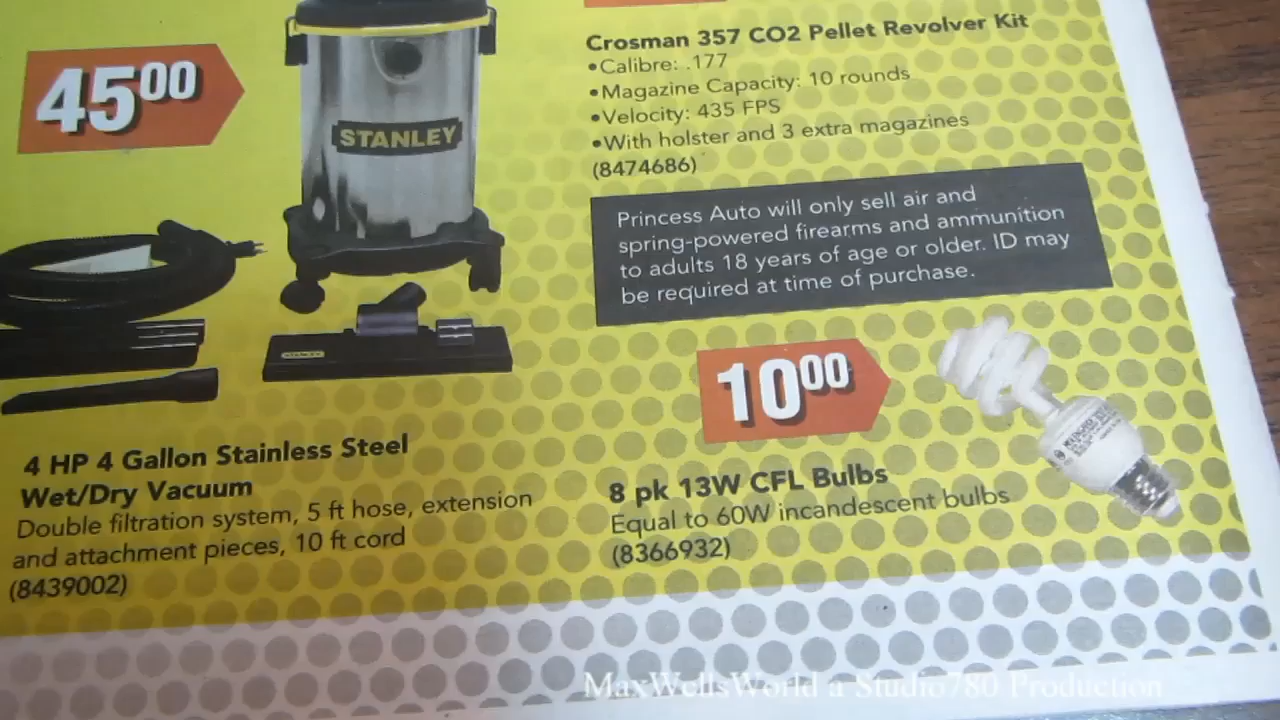 45⁰⁰
STANLEY
4 HP 4 Gallon Stainless Steel
Wet/Dry Vacuum
Double filtration system, 5 ft hose, extension
and attachment pieces, 10 ft cord
(8439002)
Crosman 357 CO2 Pellet Revolver Kit
•Calibre: .177
•Magazine Capacity: 10 rounds
•Velocity: 435 FPS
•With holster and 3 extra magazines
(8474686)
Princess Auto will only sell air and
spring-powered firearms and ammunition
to adults 18 years of age or older. ID may
be required at time of purchase.
10⁰⁰
8 pk 13W CFL Bulbs
Equal to 60W incandescent bulbs
(8366932)
MaxWellsWorld a Studio780 Production